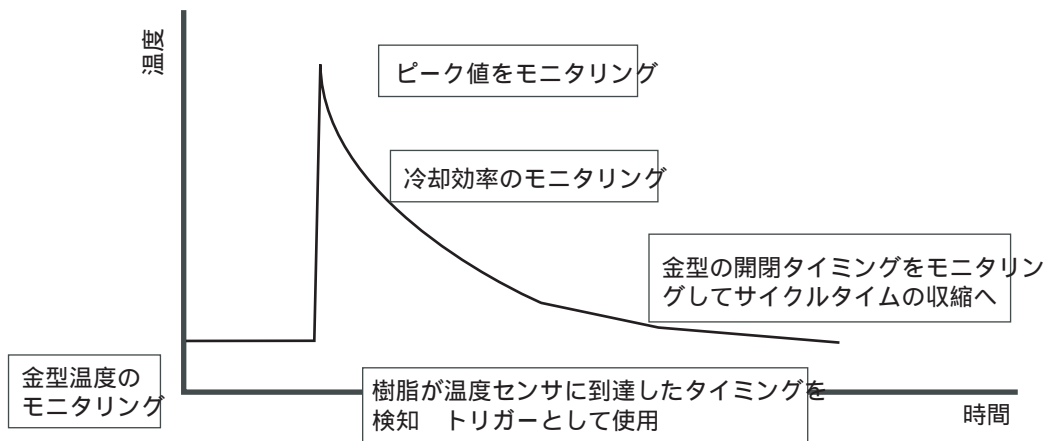 温度
ピーク値をモニタリング
冷却効率のモニタリング
金型の開閉タイミングをモニタリン
グしてサイクルタイムの収縮へ
金型温度の
モニタリング
樹脂が温度センサに到達したタイミングを
検知　トリガーとして使用
時間